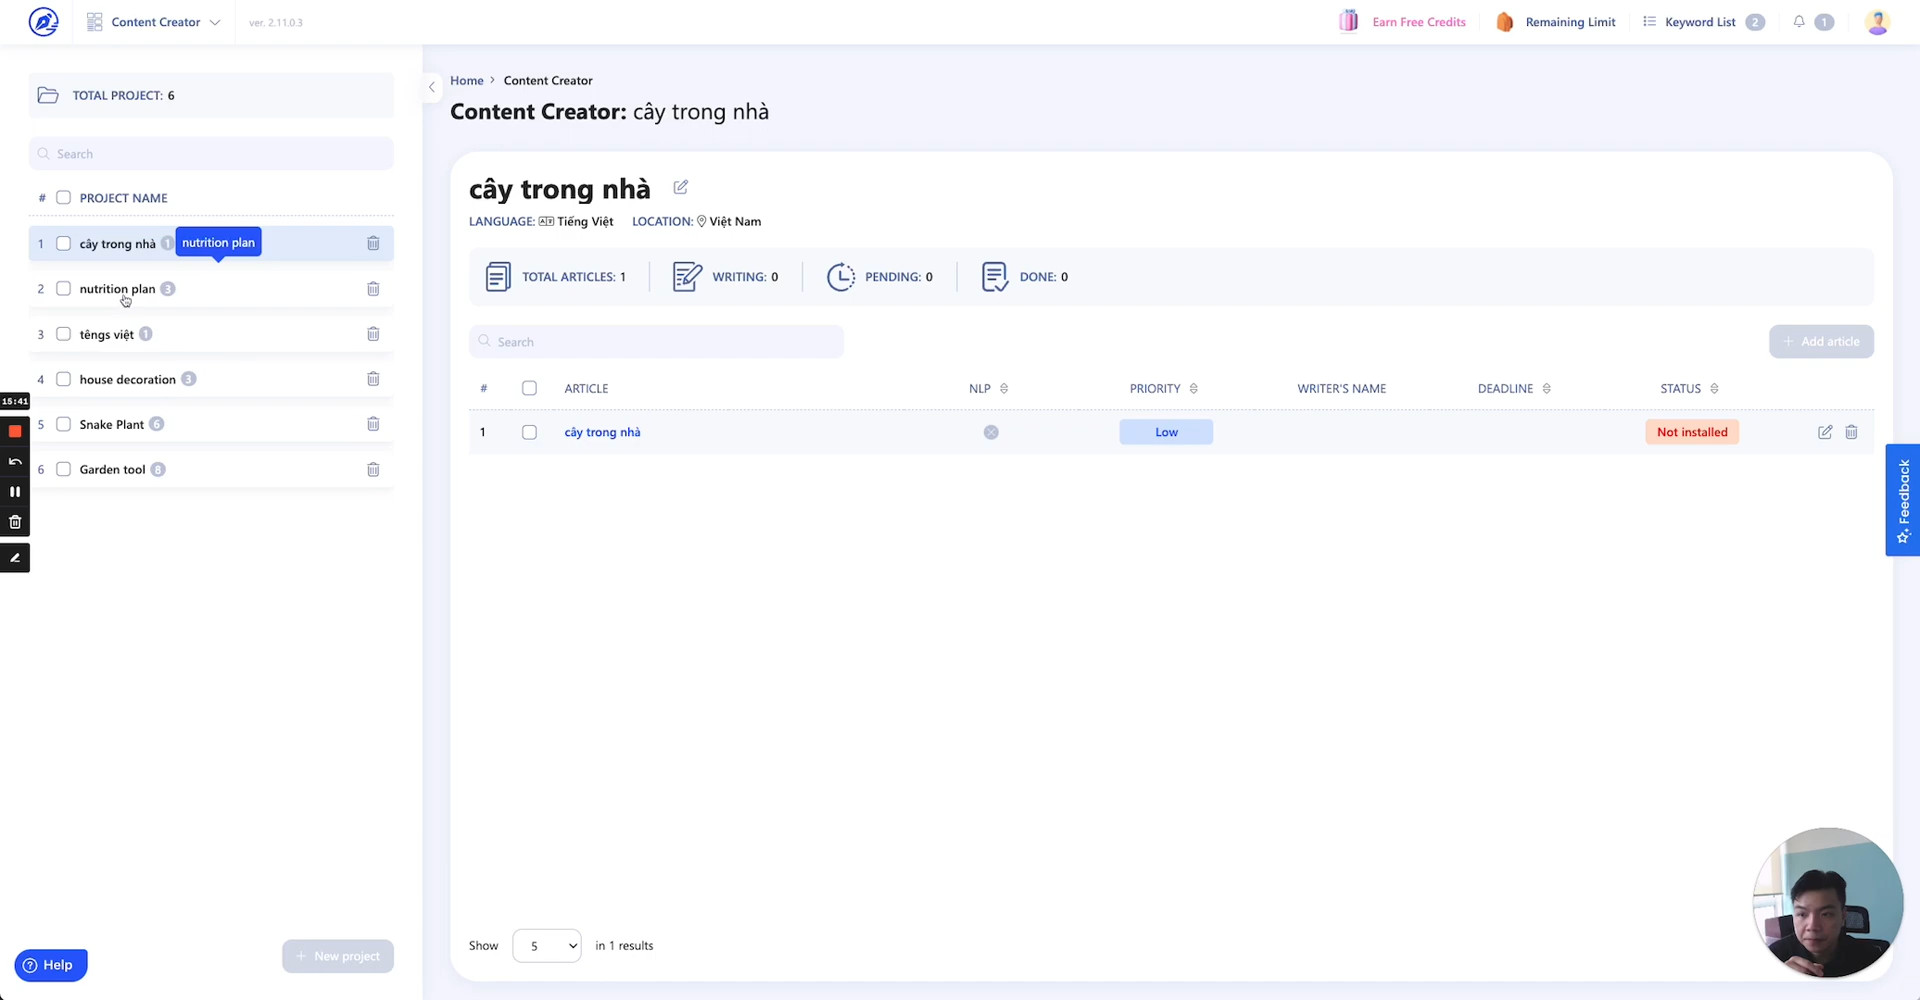 Content Creator
ver. 2.11,0.3
Earn Free Credits
Remaining Limit
Keyword List 2
1
TOTAL PROJECT: 6
Search
# PROJECT NAME
1 cây trong nhà 1
nutrition plan
2 nutrition plan 3
3 têngs việt 1
4 house decoration 3
5 Snake Plant 6
6 Garden tool 8
15:41
+ New project
Help
Home > Content Creator
Content Creator: cây trong nhà
cây trong nhà
LANGUAGE: Tiếng Việt LOCATION: Việt Nam
TOTAL ARTICLES: 1 WRITING: 0 PENDING: 0 DONE: 0
Search
+ Add article
# ARTICLE NLP PRIORITY WRITER'S NAME DEADLINE STATUS
1 cây trong nhà Low Not installed
Show 5 in 1 results
Feedback